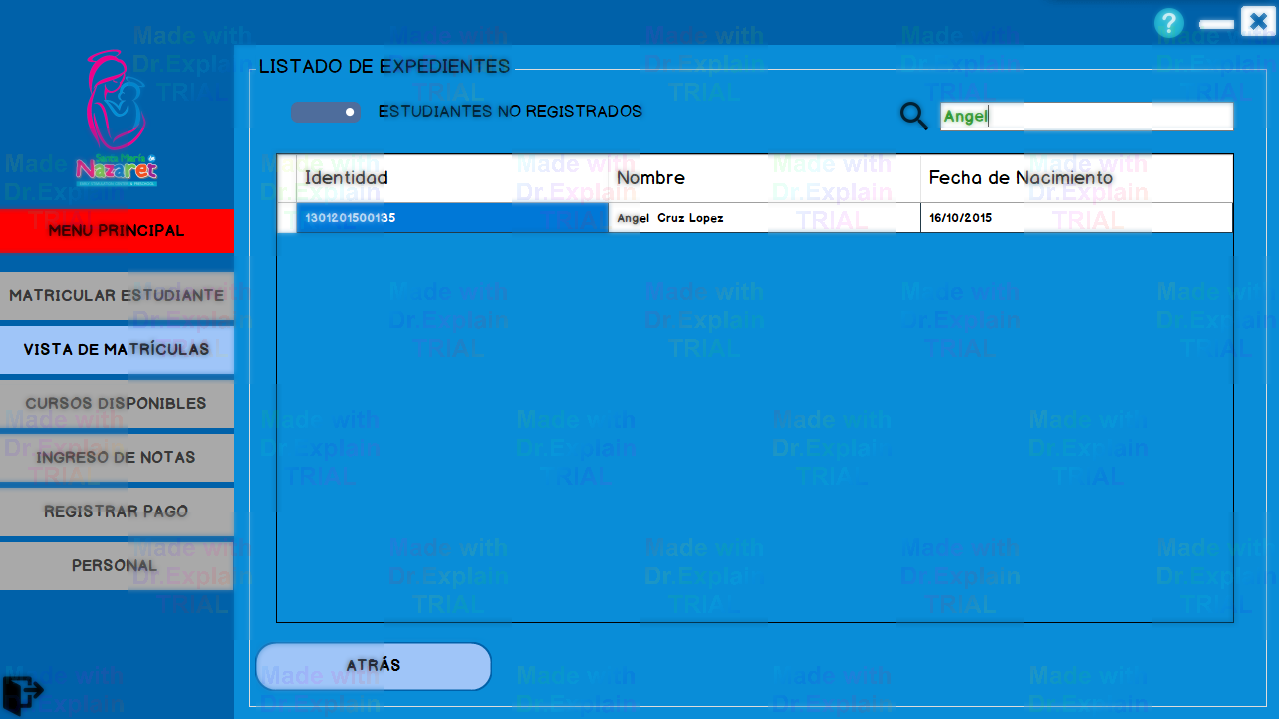 LISTADO DE EXPEDIENTES
ESTUDIANTES NO REGISTRADOS
Angel
Santa María de
Nazaret
MENU PRINCIPAL
MATRICULAR ESTUDIANTE
VISTA DE MATRÍCULAS
CURSOS DISPONIBLES
INGRESO DE NOTAS
REGISTRAR PAGO
PERSONAL
Identidad Nombre Fecha de Nacimiento
1301201500135 Angel Cruz Lopez 16/10/2015
ATRÁS
Made with
Dr.Explain
TRIAL